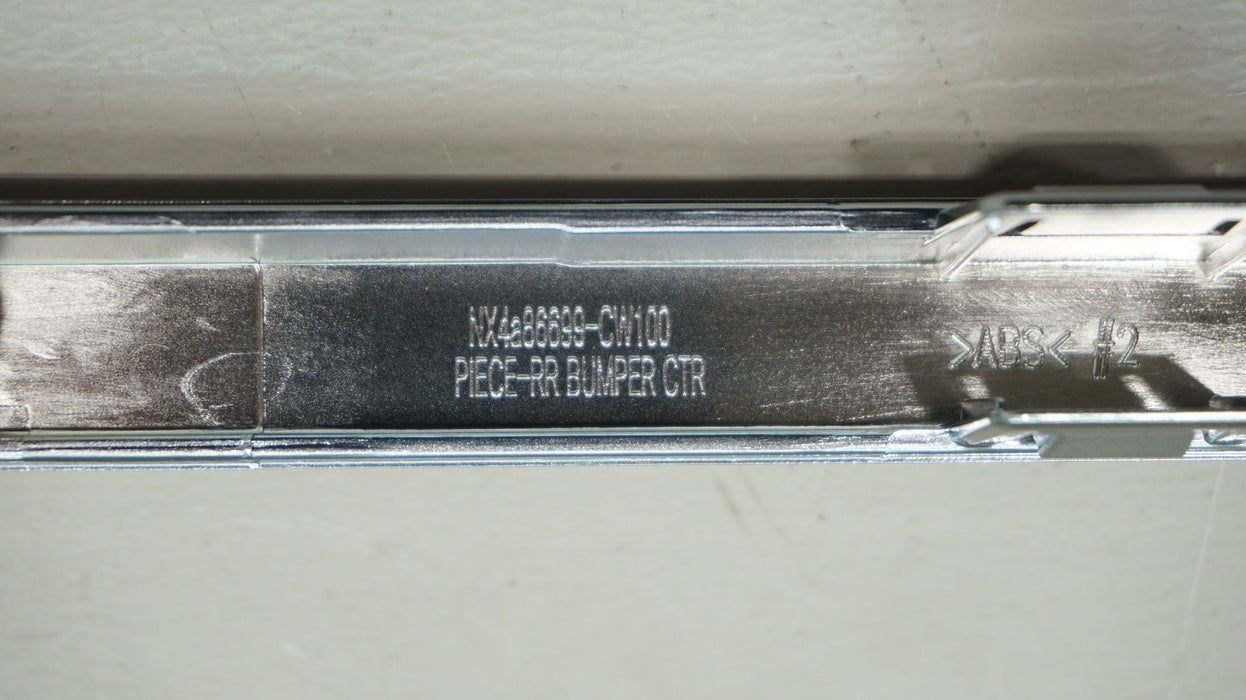 NX4a86699-CW100
PIECE-RR BUMPER CTR
>ABS< #2